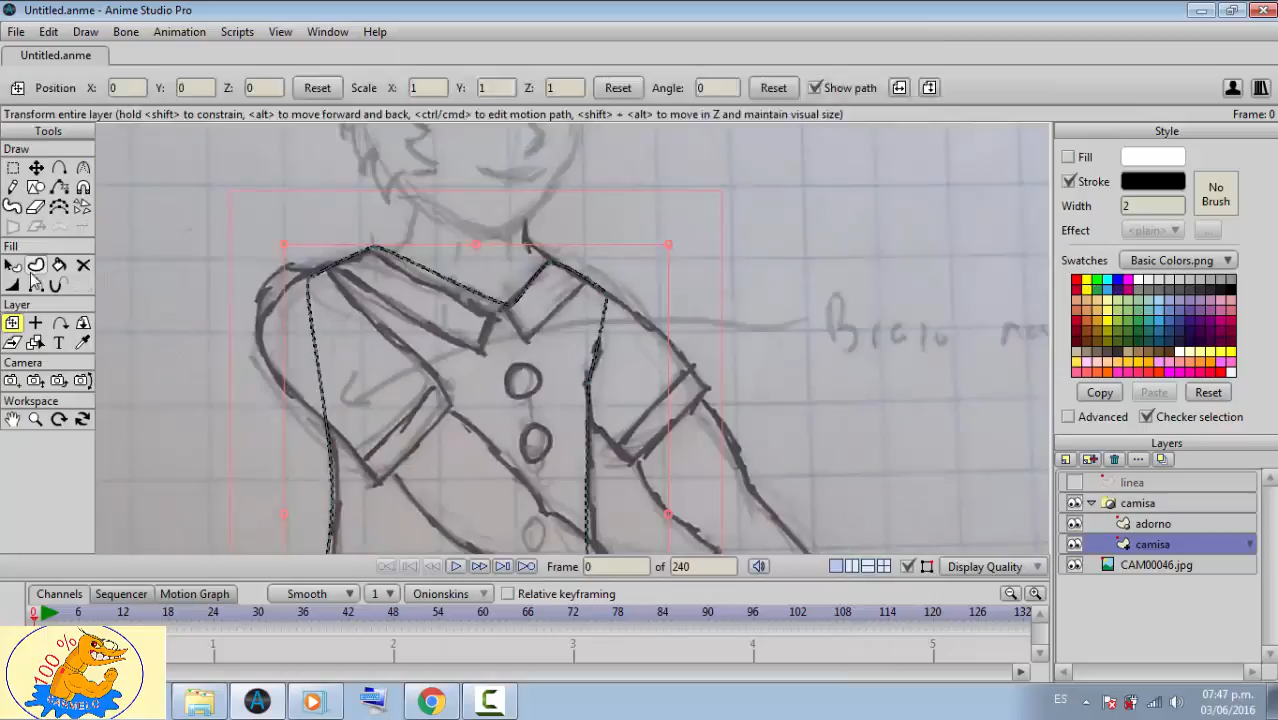 Untitled.anme - Anime Studio Pro
File Edit Draw Bone Animation Scripts View Window Help
Untitled.anme
Position X: 0 Y: 0 Z: 0 Reset Scale X: 1 Y: 1 Z: 1 Reset Angle: 0 Reset Show path
Transform entire layer (hold <shift> to constrain, <alt> to move forward and back, <ctrl/cmd> to edit motion path, <shift> + <alt> to move in Z and maintain visual size)
Frame: 0
Tools
Draw
Fill
Layer
Camera
Workspace
Style
Fill
Stroke
No Brush
Width 2
Effect <plain> ...
Swatches Basic Colors.png
Copy Paste Reset
Advanced Checker selection
Layers
linea
camisa
adorno
camisa
CAM00046.jpg
Frame 0 of 240 Display Quality
Channels Sequencer Motion Graph Smooth 1 Onionskins Relative keyframing
0 6 12 18 24 30 36 42 48 54 60 66 72 78 84 90 96 102 108 114 120 126 132
1 2 3 4 5
100 %
ES
07:47 p.m.
03/06/2016